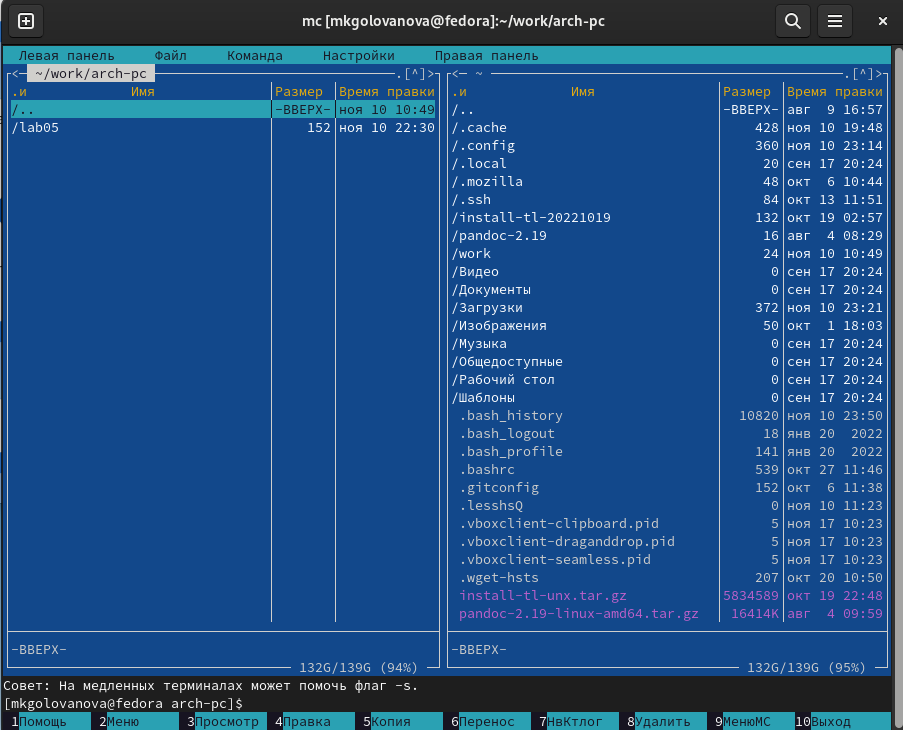 mc [mkgolovanova@fedora]:~/work/arch-pc
Левая панель Файл Команда Настройки Правая панель
<— ~/work/arch-pc .[^]> <— ~ .[^]>
.и Имя Размер Время правки .и Имя Размер Время правки
/.. -ВВЕРХ- ноя 10 10:49 /.. -ВВЕРХ- авг 9 16:57
/lab05 152 ноя 10 22:30 /.cache 428 ноя 10 19:48
/.config 360 ноя 10 23:14
/.local 20 сен 17 20:24
/.mozilla 48 окт 6 10:44
/.ssh 84 окт 13 11:51
/install-tl-20221019 132 окт 19 02:57
/pandoc-2.19 16 авг 4 08:29
/work 24 ноя 10 10:49
/Видео 0 сен 17 20:24
/Документы 0 сен 17 20:24
/Загрузки 372 ноя 10 23:21
/Изображения 50 окт 1 18:03
/Музыка 0 сен 17 20:24
/Общедоступные 0 сен 17 20:24
/Рабочий стол 0 сен 17 20:24
/Шаблоны 0 сен 17 20:24
.bash_history 10820 ноя 10 23:50
.bash_logout 18 янв 20 2022
.bash_profile 141 янв 20 2022
.bashrc 539 окт 27 11:46
.gitconfig 152 окт 6 11:38
.lesshsQ 0 ноя 10 11:23
.vboxclient-clipboard.pid 5 ноя 17 10:23
.vboxclient-draganddrop.pid 5 ноя 17 10:23
.vboxclient-seamless.pid 5 ноя 17 10:23
.wget-hsts 207 окт 20 10:50
install-tl-unx.tar.gz 5834589 окт 19 22:48
pandoc-2.19-linux-amd64.tar.gz 16414K авг 4 09:59
-ВВЕРХ- -ВВЕРХ-
132G/139G (94%) 132G/139G (95%)
Совет: На медленных терминалах может помочь флаг -s.
[mkgolovanova@fedora arch-pc]$
1Помощь 2Меню 3Просмотр 4Правка 5Копия 6Перенос 7НвКтлог 8Удалить 9МенюМС 10Выход